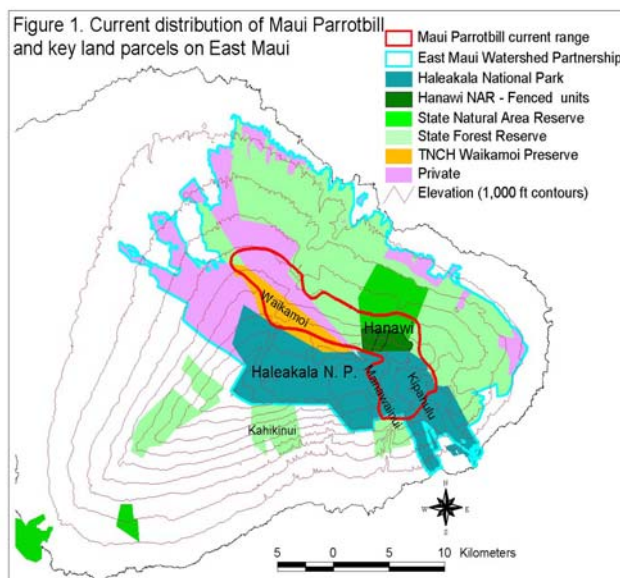 Figure 1. Current distribution of Maui Parrotbill
and key land parcels on East Maui
Maui Parrotbill current range
East Maui Watershed Partnership
Haleakala National Park
Hanawi NAR - Fenced units
State Natural Area Reserve
State Forest Reserve
TNCH Waikamoi Preserve
Private
Elevation (1,000 ft contours)
Waikamoi
Hanawi
Haleakala N. P.
Manawainui
Kipahulu
Kahikinui
N
W E
S
5 0 5 10 Kilometers